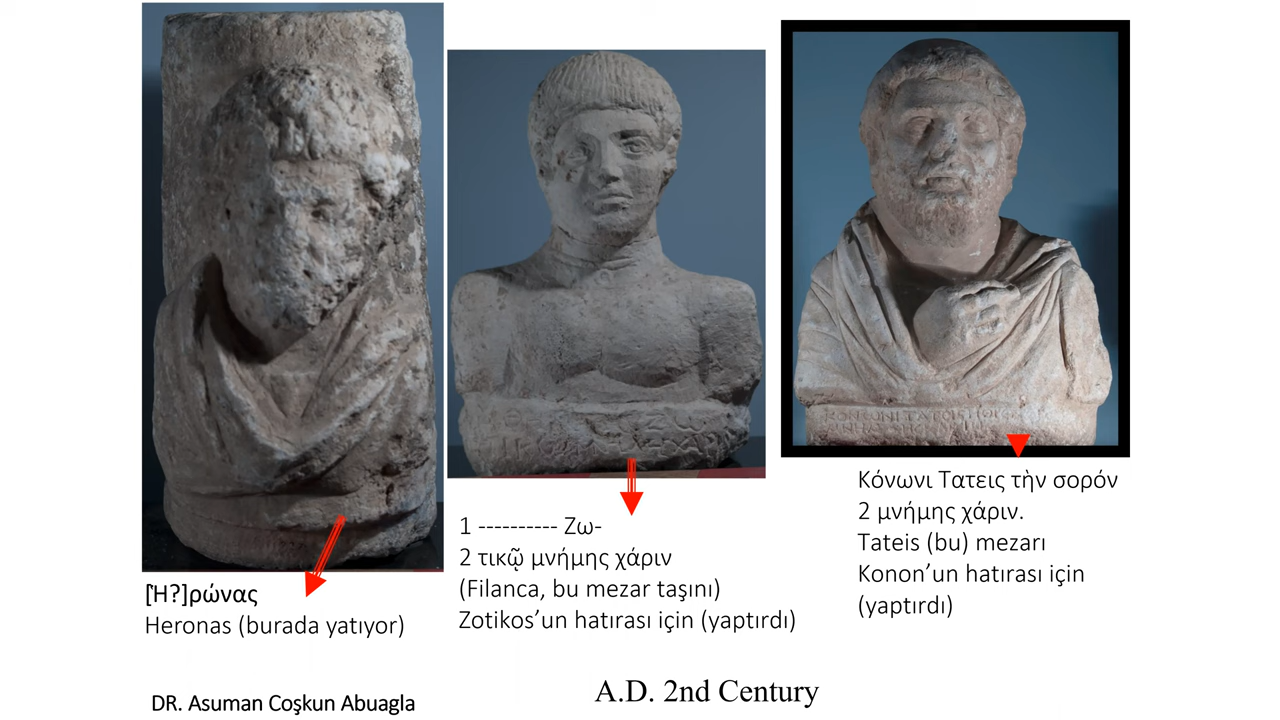 [Ἡ?]ρώνας
Heronas (burada yatıyor)
1 ---------- Ζω-
2 τικῷ μνήμης χάριν
(Filanca, bu mezar taşını)
Zotikos’un hatırası için (yaptırdı)
Κόνωνι Τατεις τὴν σορόν
2 μνήμης χάριν.
Tateis (bu) mezarı
Konon’un hatırası için
(yaptırdı)
DR. Asuman Coşkun Abuagla
A.D. 2nd Century